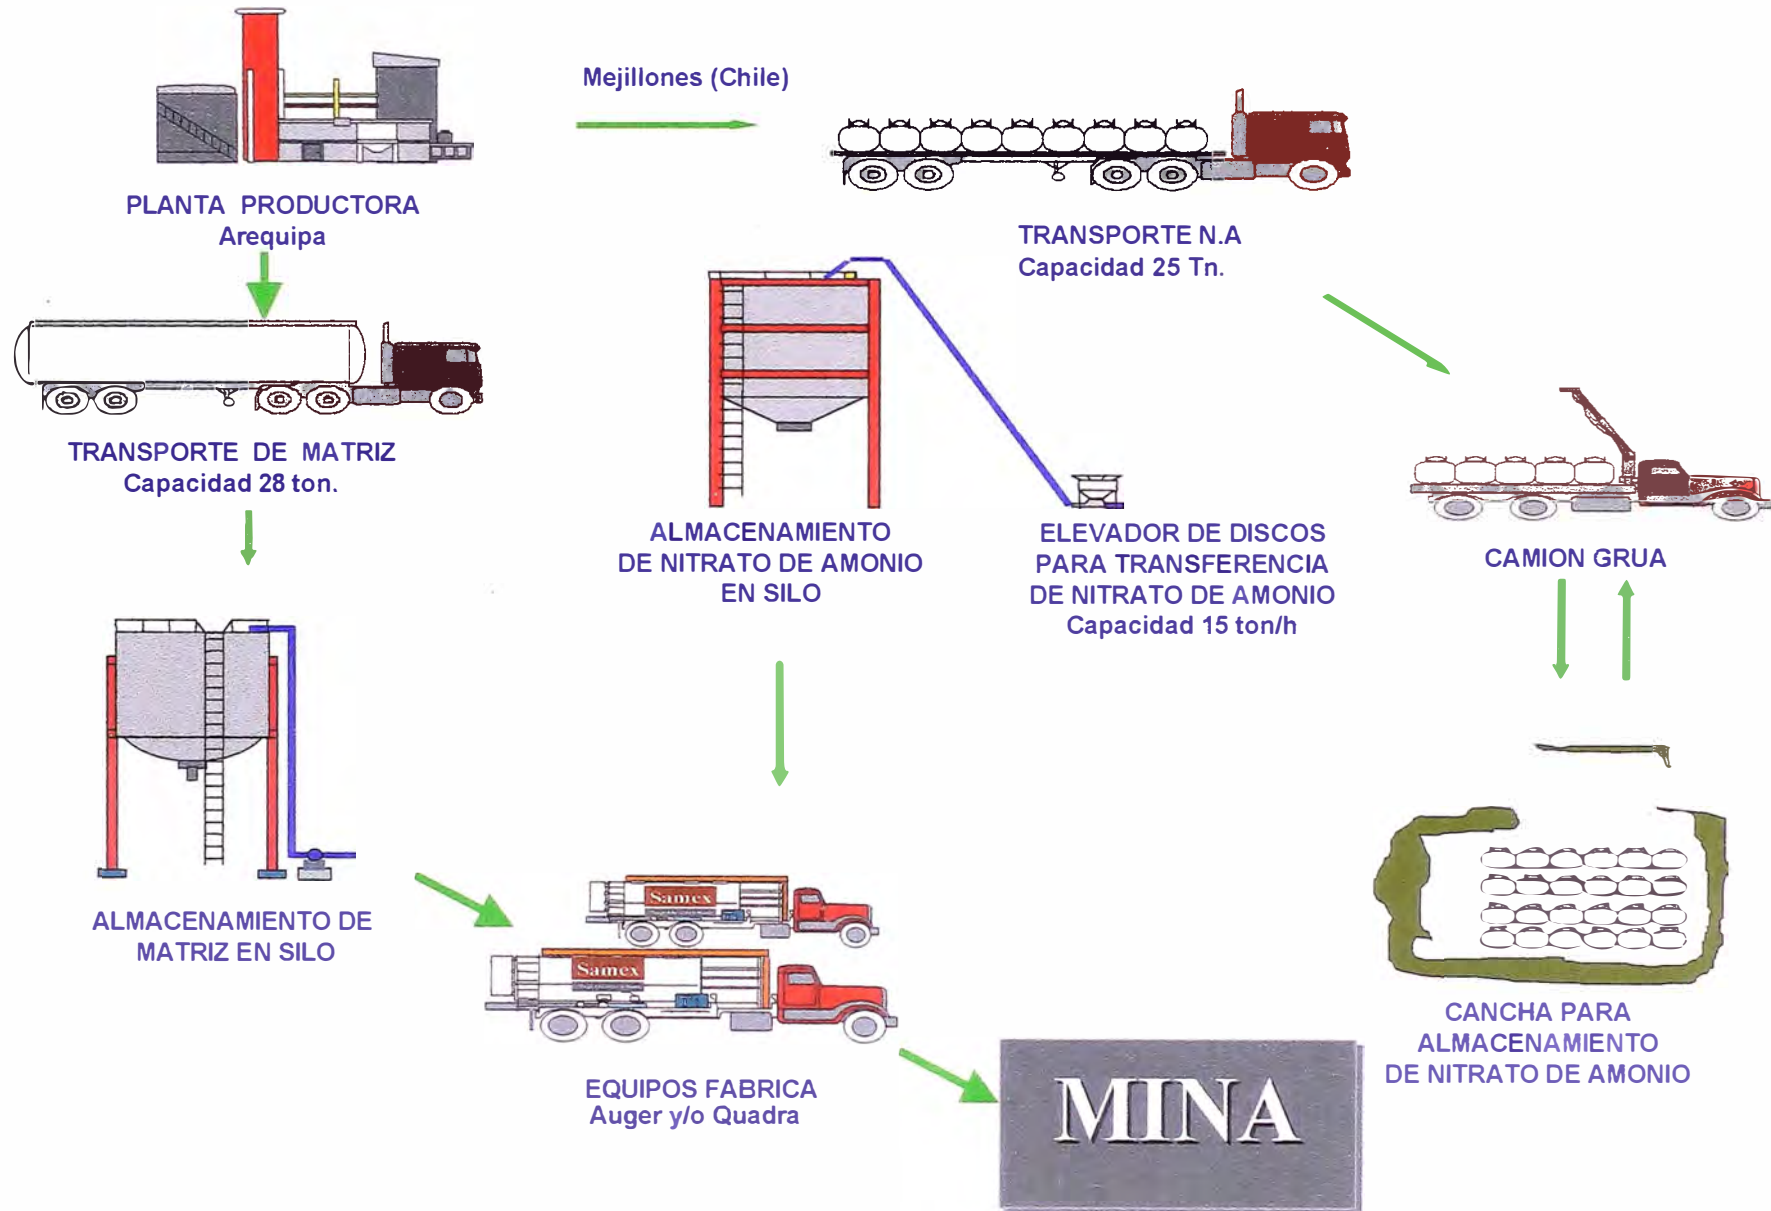 Mejillones (Chile)
PLANTA PRODUCTORA
Arequipa
TRANSPORTE N.A
Capacidad 25 Tn.
TRANSPORTE DE MATRIZ
Capacidad 28 ton.
ALMACENAMIENTO
DE NITRATO DE AMONIO
EN SILO
ELEVADOR DE DISCOS
PARA TRANSFERENCIA
DE NITRATO DE AMONIO
Capacidad 15 ton/h
CAMION GRUA
ALMACENAMIENTO DE
MATRIZ EN SILO
Samex
Samex
EQUIPOS FABRICA
Auger y/o Quadra
MINA
CANCHA PARA
ALMACENAMIENTO
DE NITRATO DE AMONIO